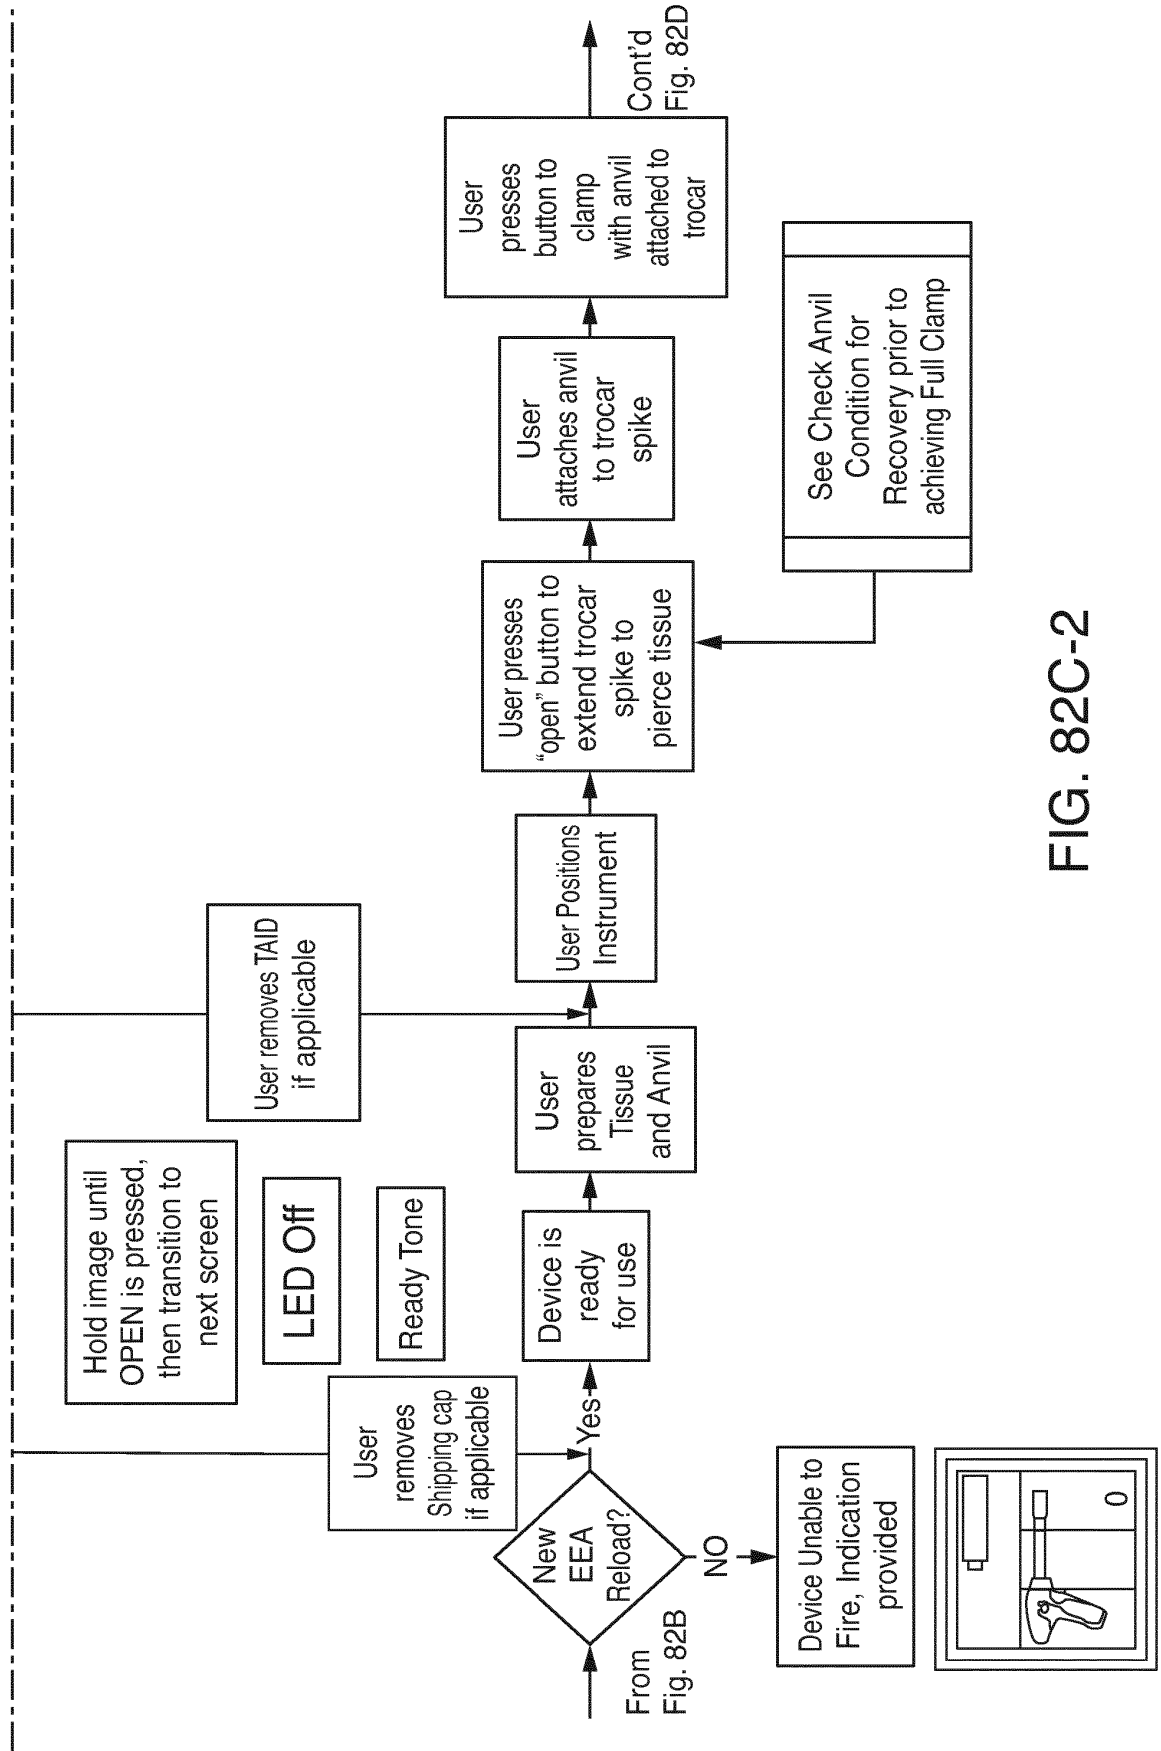 Hold image until
OPEN is pressed,
then transition to
next screen
LED Off
Ready Tone
User removes TAID
if applicable
User
removes
Shipping cap
if applicable
From
Fig. 82B
New
EEA
Reload?
Yes
NO
Device Unable to
Fire, Indication
provided
0
Device is
ready
for use
User
prepares
Tissue
and Anvil
User Positions
Instrument
User presses
“open” button to
extend trocar
spike to
pierce tissue
See Check Anvil
Condition for
Recovery prior to
achieving Full Clamp
User
attaches anvil
to trocar
spike
User
presses
button to
clamp
with anvil
attached to
trocar
Cont'd
Fig. 82D
FIG. 82C-2